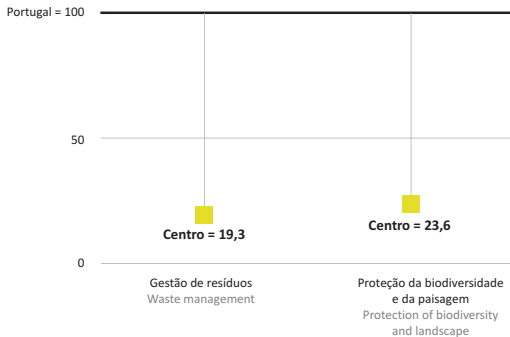 Portugal = 100
50
Centro = 19,3
Centro = 23,6
0
Gestão de resíduos
Waste management
Proteção da biodiversidade
e da paisagem
Protection of biodiversity
and landscape